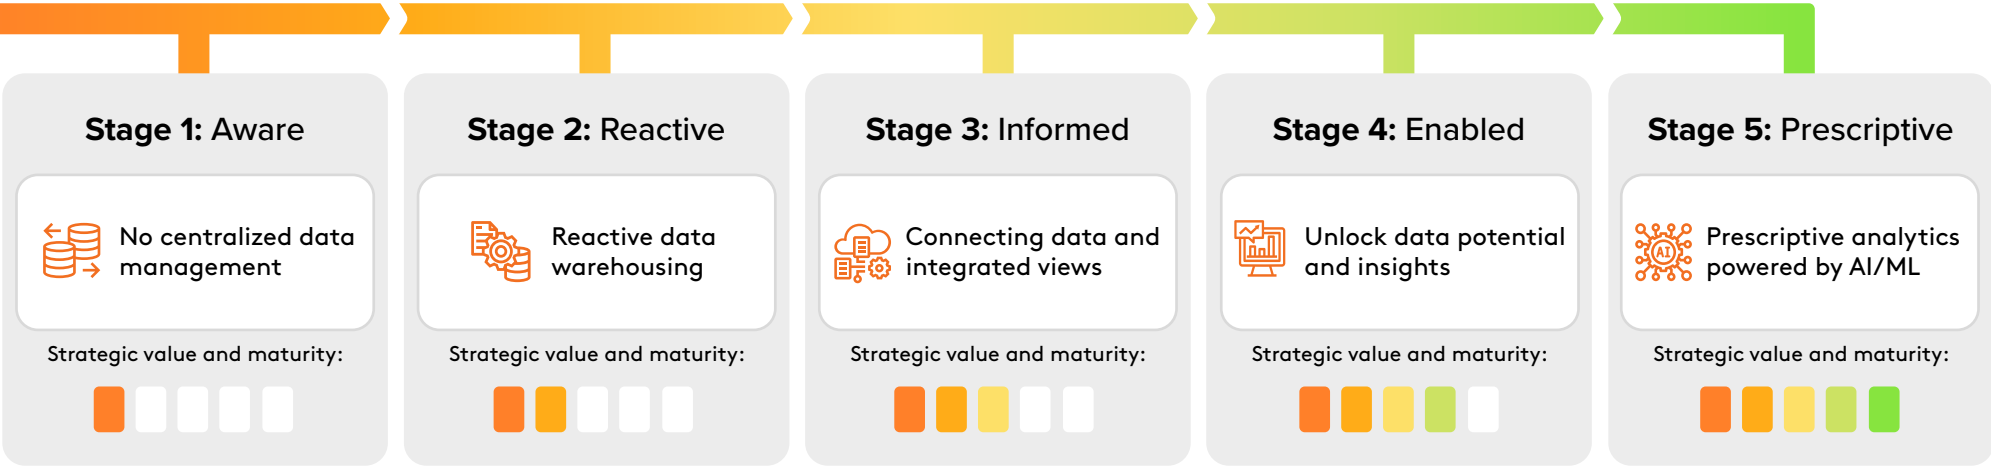 Stage 1: Aware
No centralized data
management
Strategic value and maturity:
Stage 2: Reactive
Reactive data
warehousing
Strategic value and maturity:
Stage 3: Informed
Connecting data and
integrated views
Strategic value and maturity:
Stage 4: Enabled
Unlock data potential
and insights
Strategic value and maturity:
Stage 5: Prescriptive
AI
Prescriptive analytics
powered by AI/ML
Strategic value and maturity: